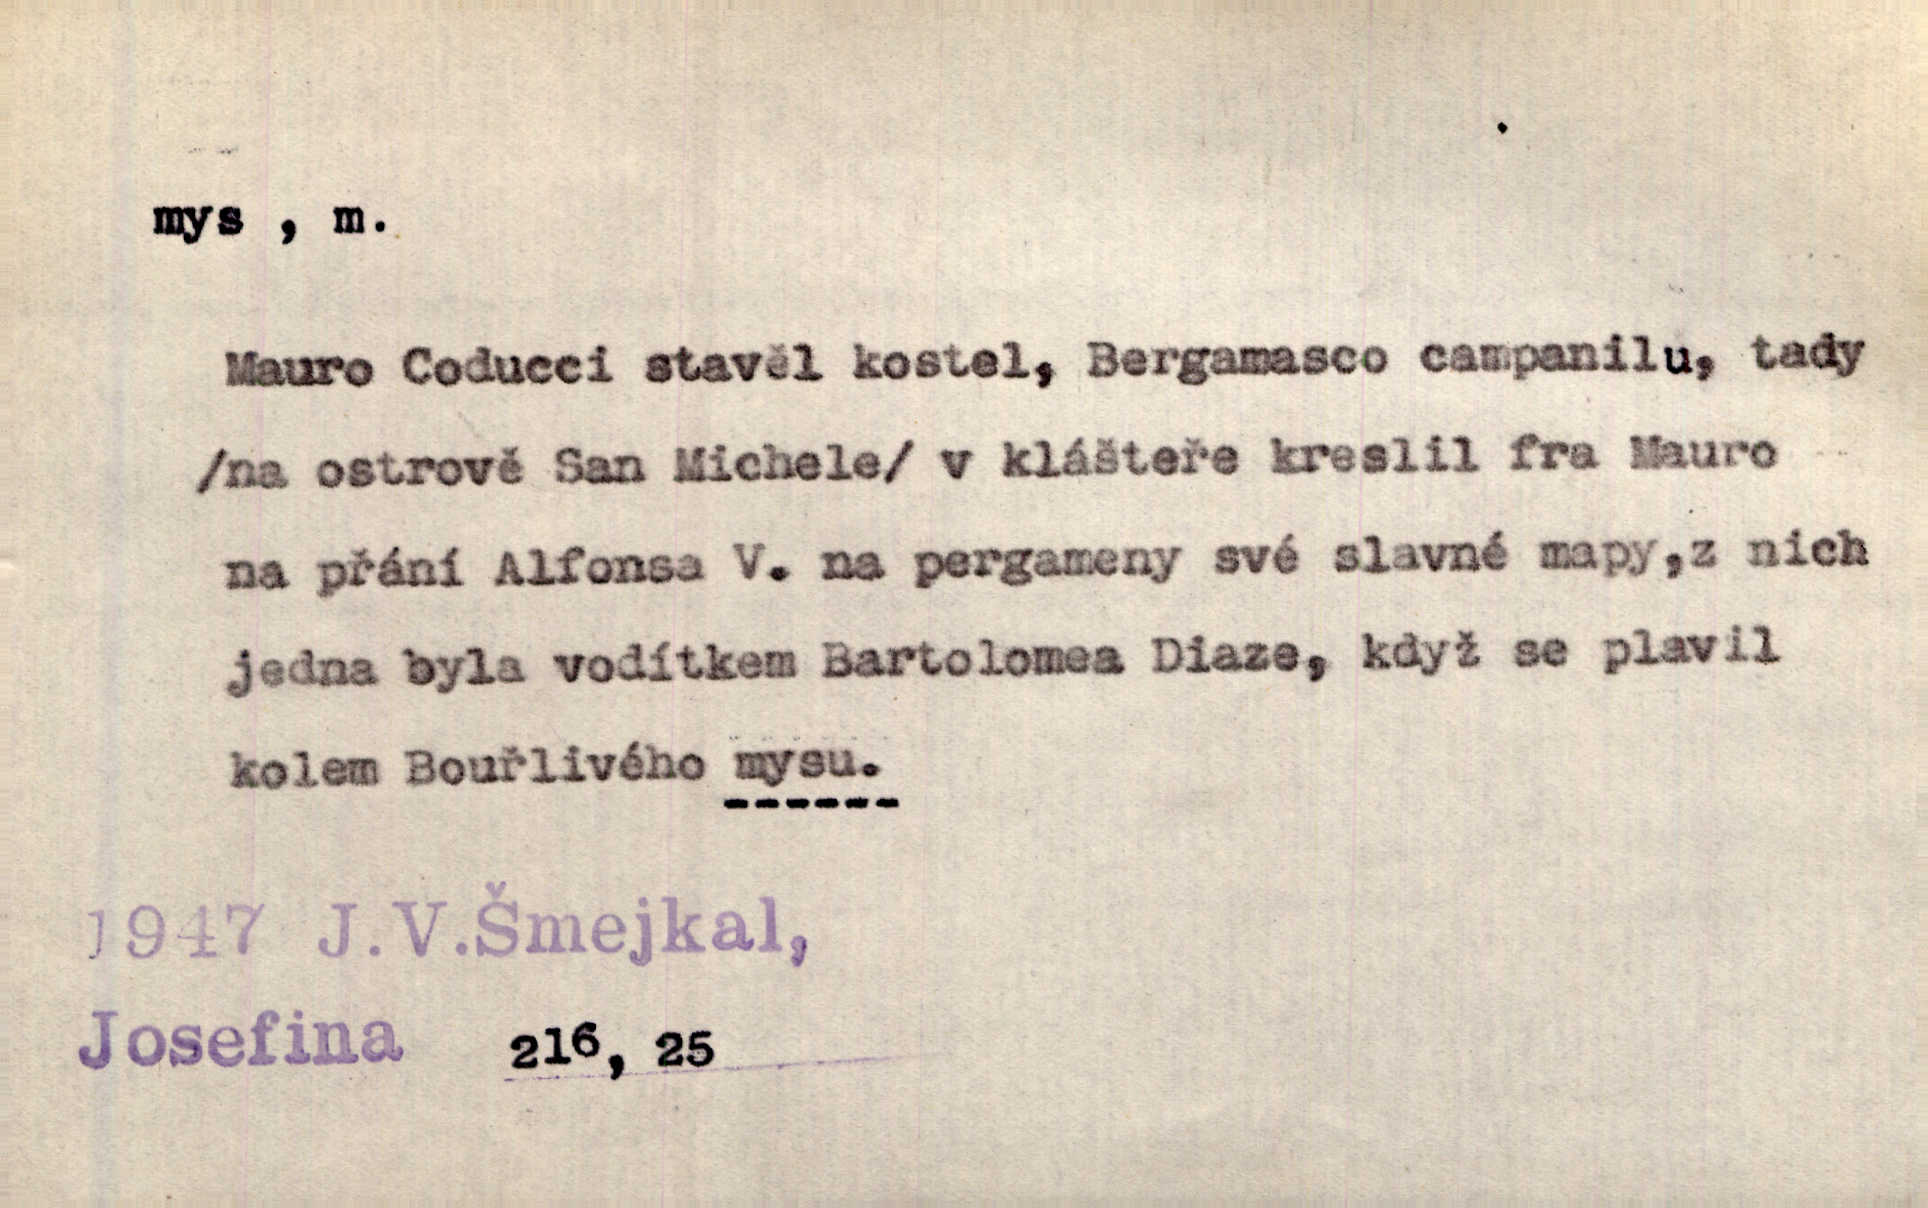 mys , m.
Mauro Coducci stavěl kostel, Bergamasco campanilu, tady
/na ostrově San Michele/ v klášteře kreslil fra Mauro
na přání Alfonsa V. na pergameny své slavné mapy,z nich
jedna byla vodítkem Bartolomea Diaze, když se plavil
kolem Bouřlivého mysu.
1947 J.V.Šmejkal,
Josefina 216, 25